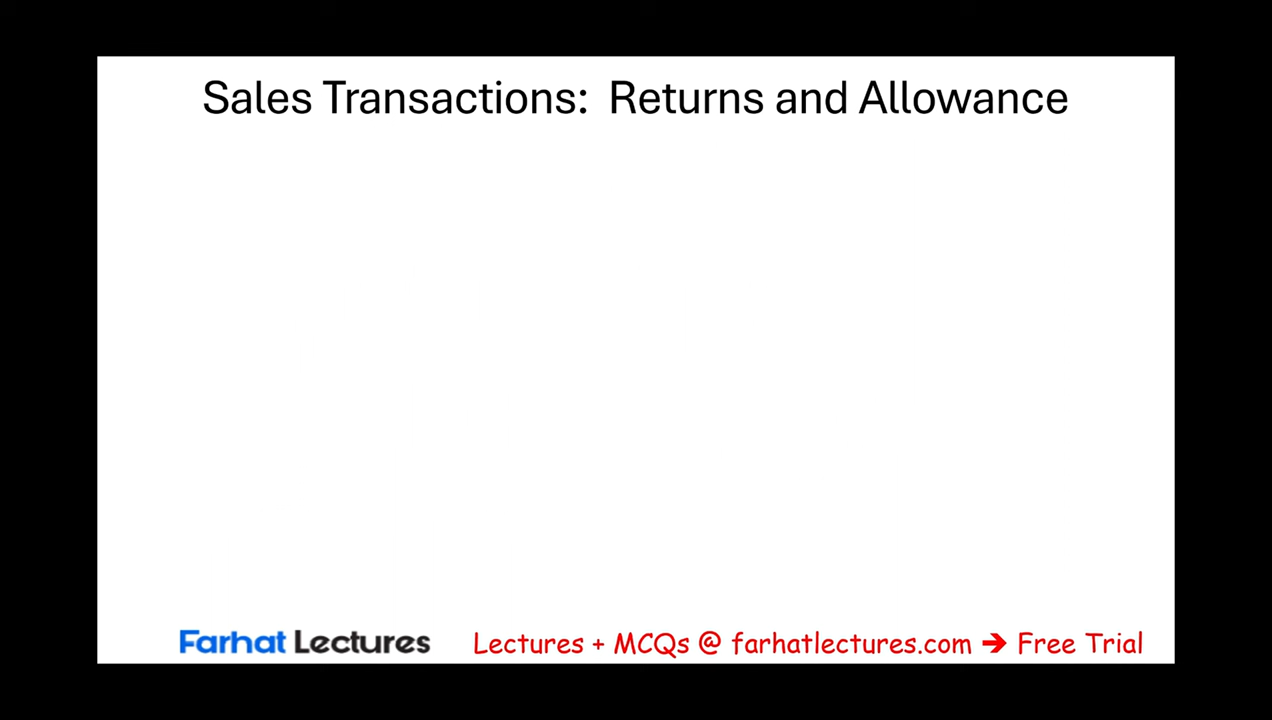 Sales Transactions:  Returns and Allowance
Farhat Lectures
Lectures + MCQs @ farhatlectures.com ➔ Free Trial